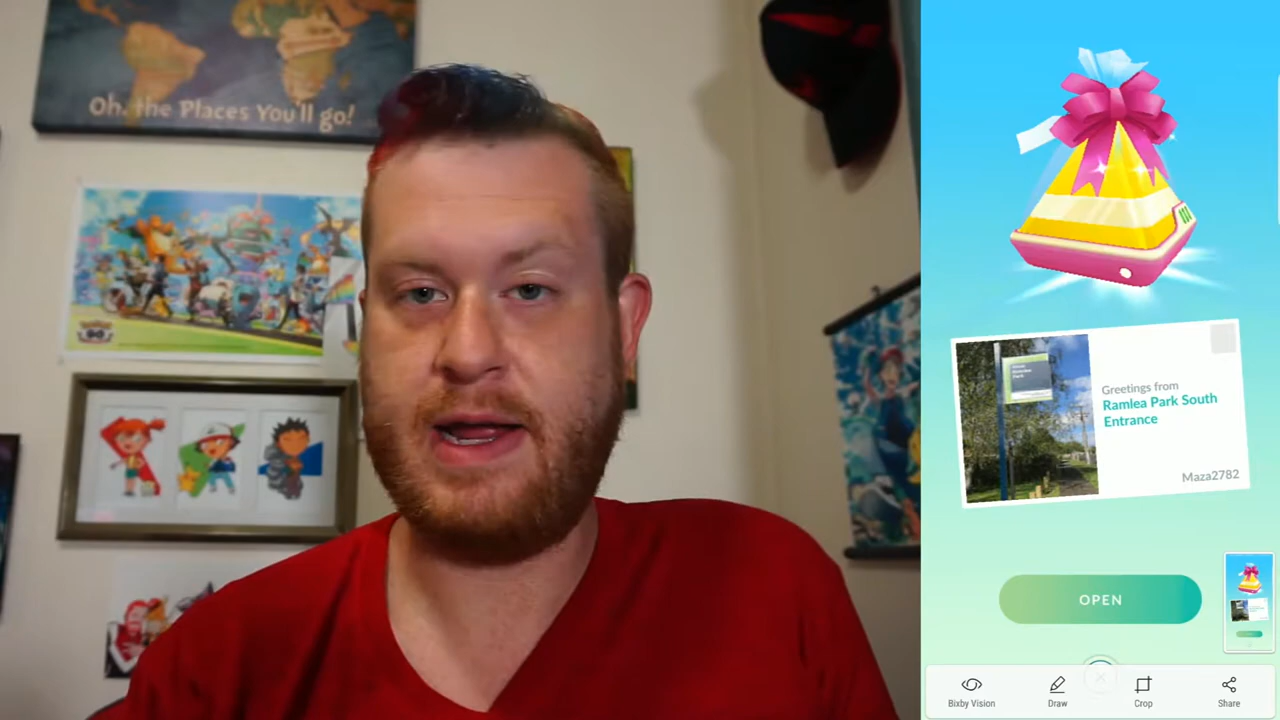 Oh, the Places You'll go!
Greetings from
Ramlea Park South
Entrance
Maza2782
OPEN
Bixby Vision
Draw
Crop
Share